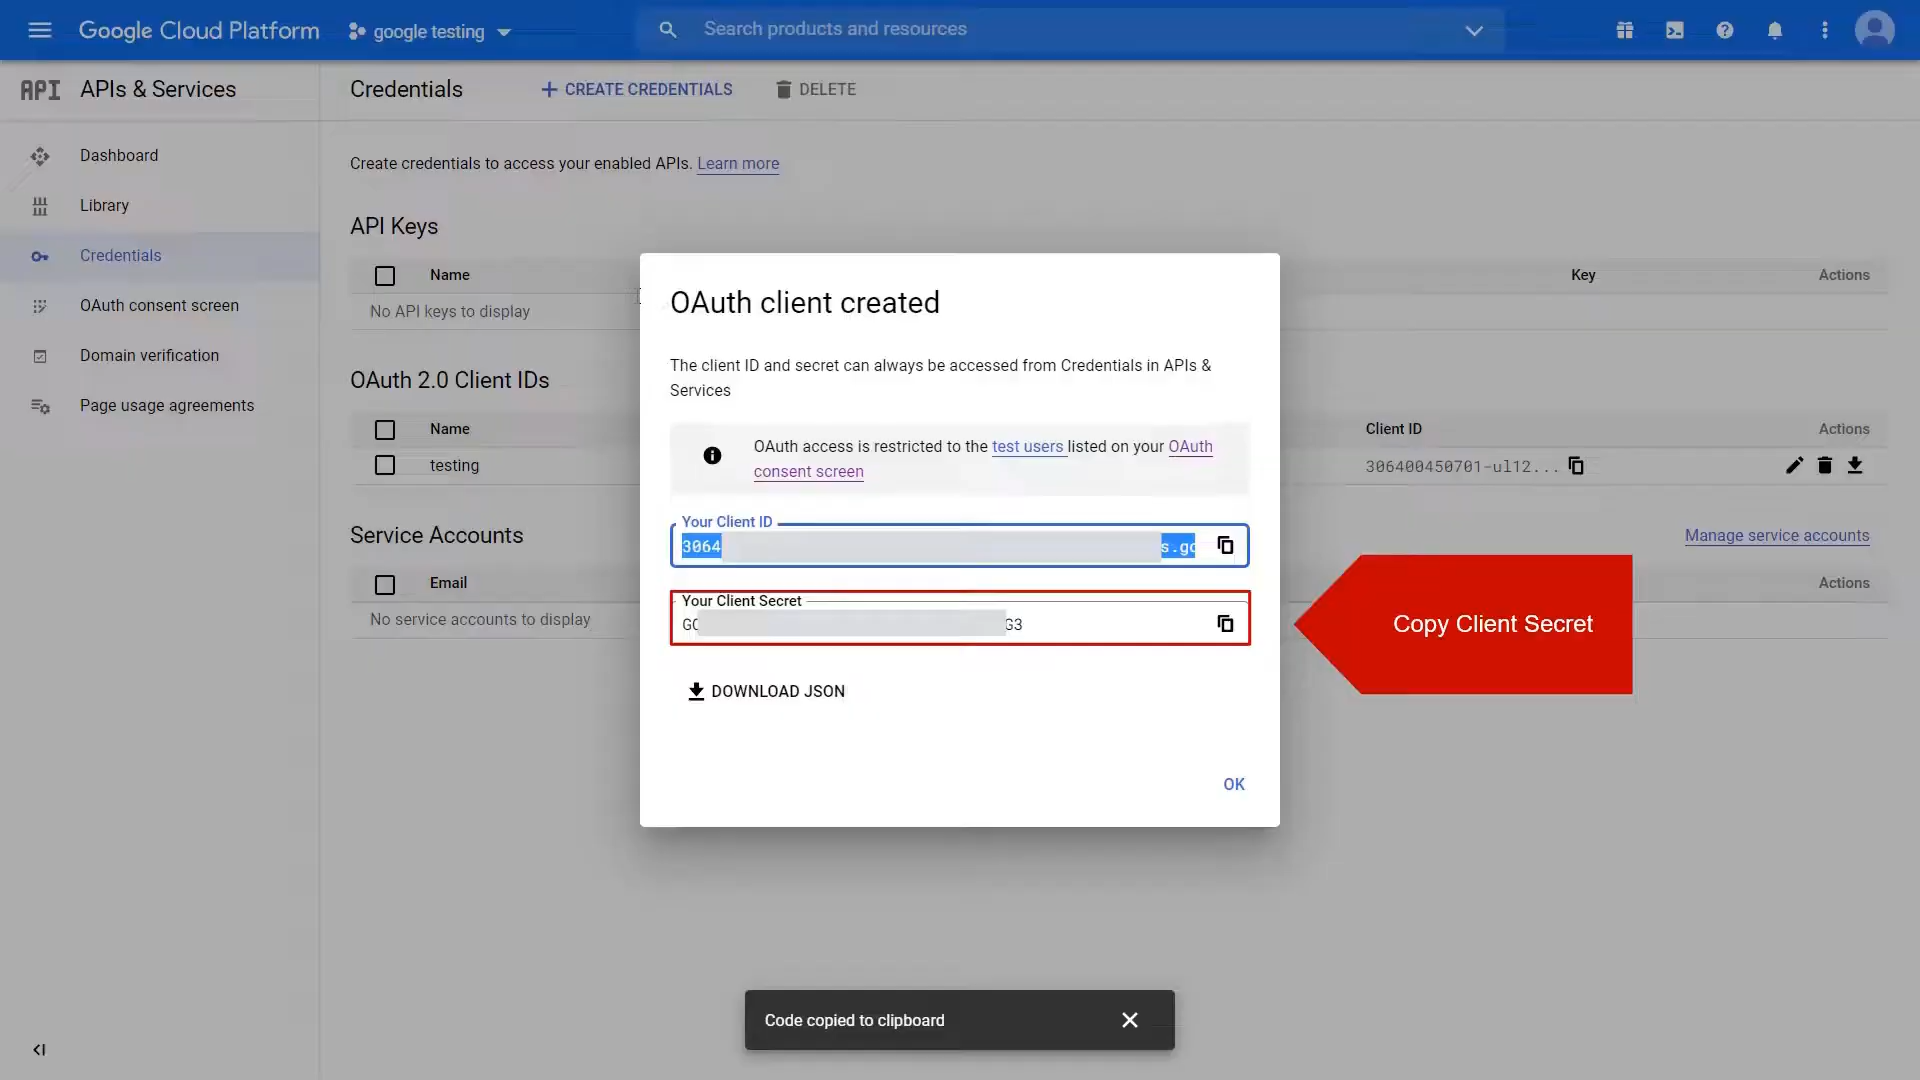 Google Cloud Platform
google testing
Search products and resources
API
APIs & Services
Credentials
CREATE CREDENTIALS
DELETE
Dashboard
Library
Credentials
OAuth consent screen
Domain verification
Page usage agreements
Create credentials to access your enabled APIs. Learn more
API Keys
Name
Key
Actions
No API keys to display
OAuth 2.0 Client IDs
Name
Client ID
Actions
testing
306400450701-ul12...
Service Accounts
Manage service accounts
Email
Actions
No service accounts to display
OAuth client created
The client ID and secret can always be accessed from Credentials in APIs &
Services
OAuth access is restricted to the test users listed on your OAuth
consent screen
Your Client ID
3064 s.gc
Your Client Secret
GO G3
DOWNLOAD JSON
OK
Copy Client Secret
Code copied to clipboard